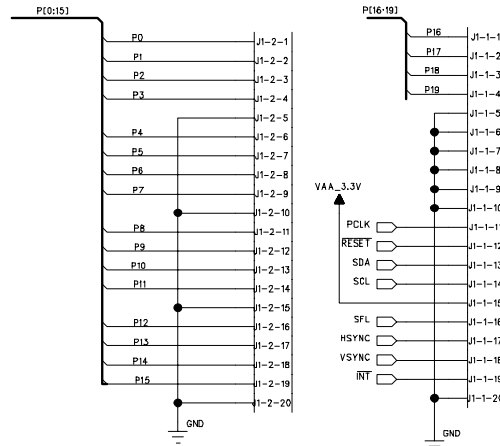 P[0:15]
P0 J1-2-1
P1 J1-2-2
P2 J1-2-3
P3 J1-2-4
J1-2-5
P4 J1-2-6
P5 J1-2-7
P6 J1-2-8
P7 J1-2-9
J1-2-10
P8 J1-2-11
P9 J1-2-12
P10 J1-2-13
P11 J1-2-14
J1-2-15
P12 J1-2-16
P13 J1-2-17
P14 J1-2-18
P15 J1-2-19
J1-2-20
GND
P[16:19]
P16 J1-1-1
P17 J1-1-2
P18 J1-1-3
P19 J1-1-4
J1-1-5
J1-1-6
J1-1-7
J1-1-8
J1-1-9
J1-1-10
VAA_3.3V
PCLK J1-1-11
RESET J1-1-12
SDA J1-1-13
SCL J1-1-14
J1-1-15
SFL J1-1-16
HSYNC J1-1-17
VSYNC J1-1-18
INT J1-1-19
J1-1-20
GND